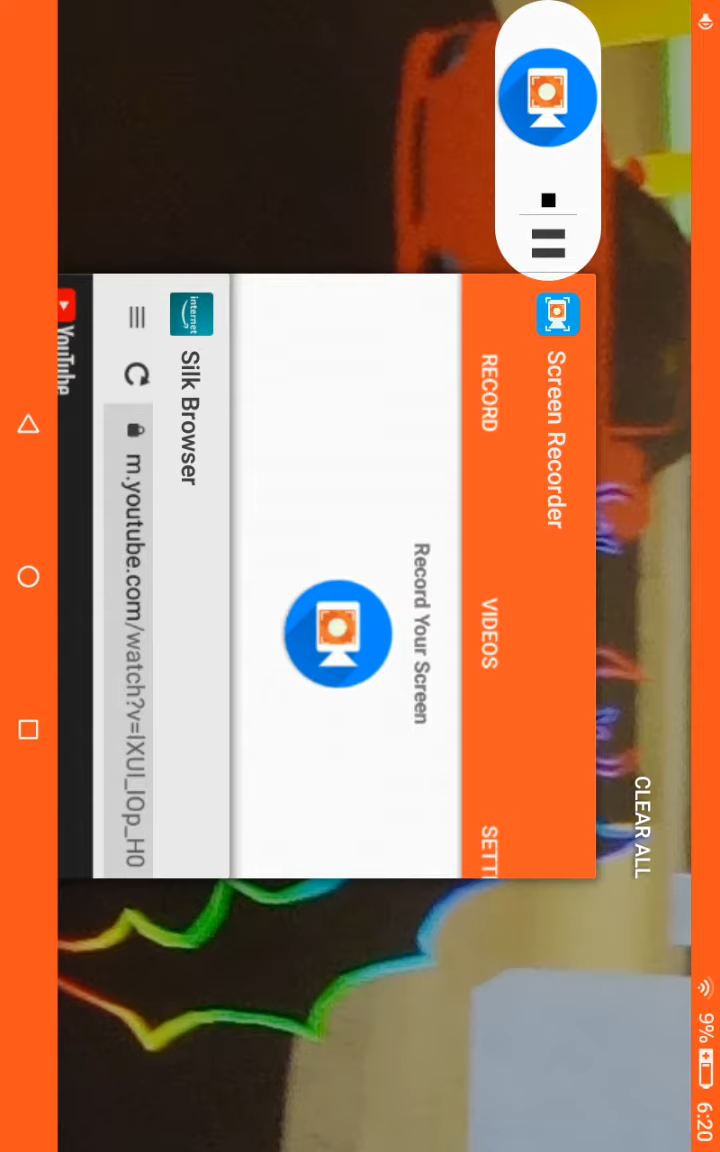 9% 6:20
CLEAR ALL
Screen Recorder
RECORD VIDEOS SETTI
Record Your Screen
internet
Silk Browser
m.youtube.com/watch?v=IXUI_IOp_H0
YouTube